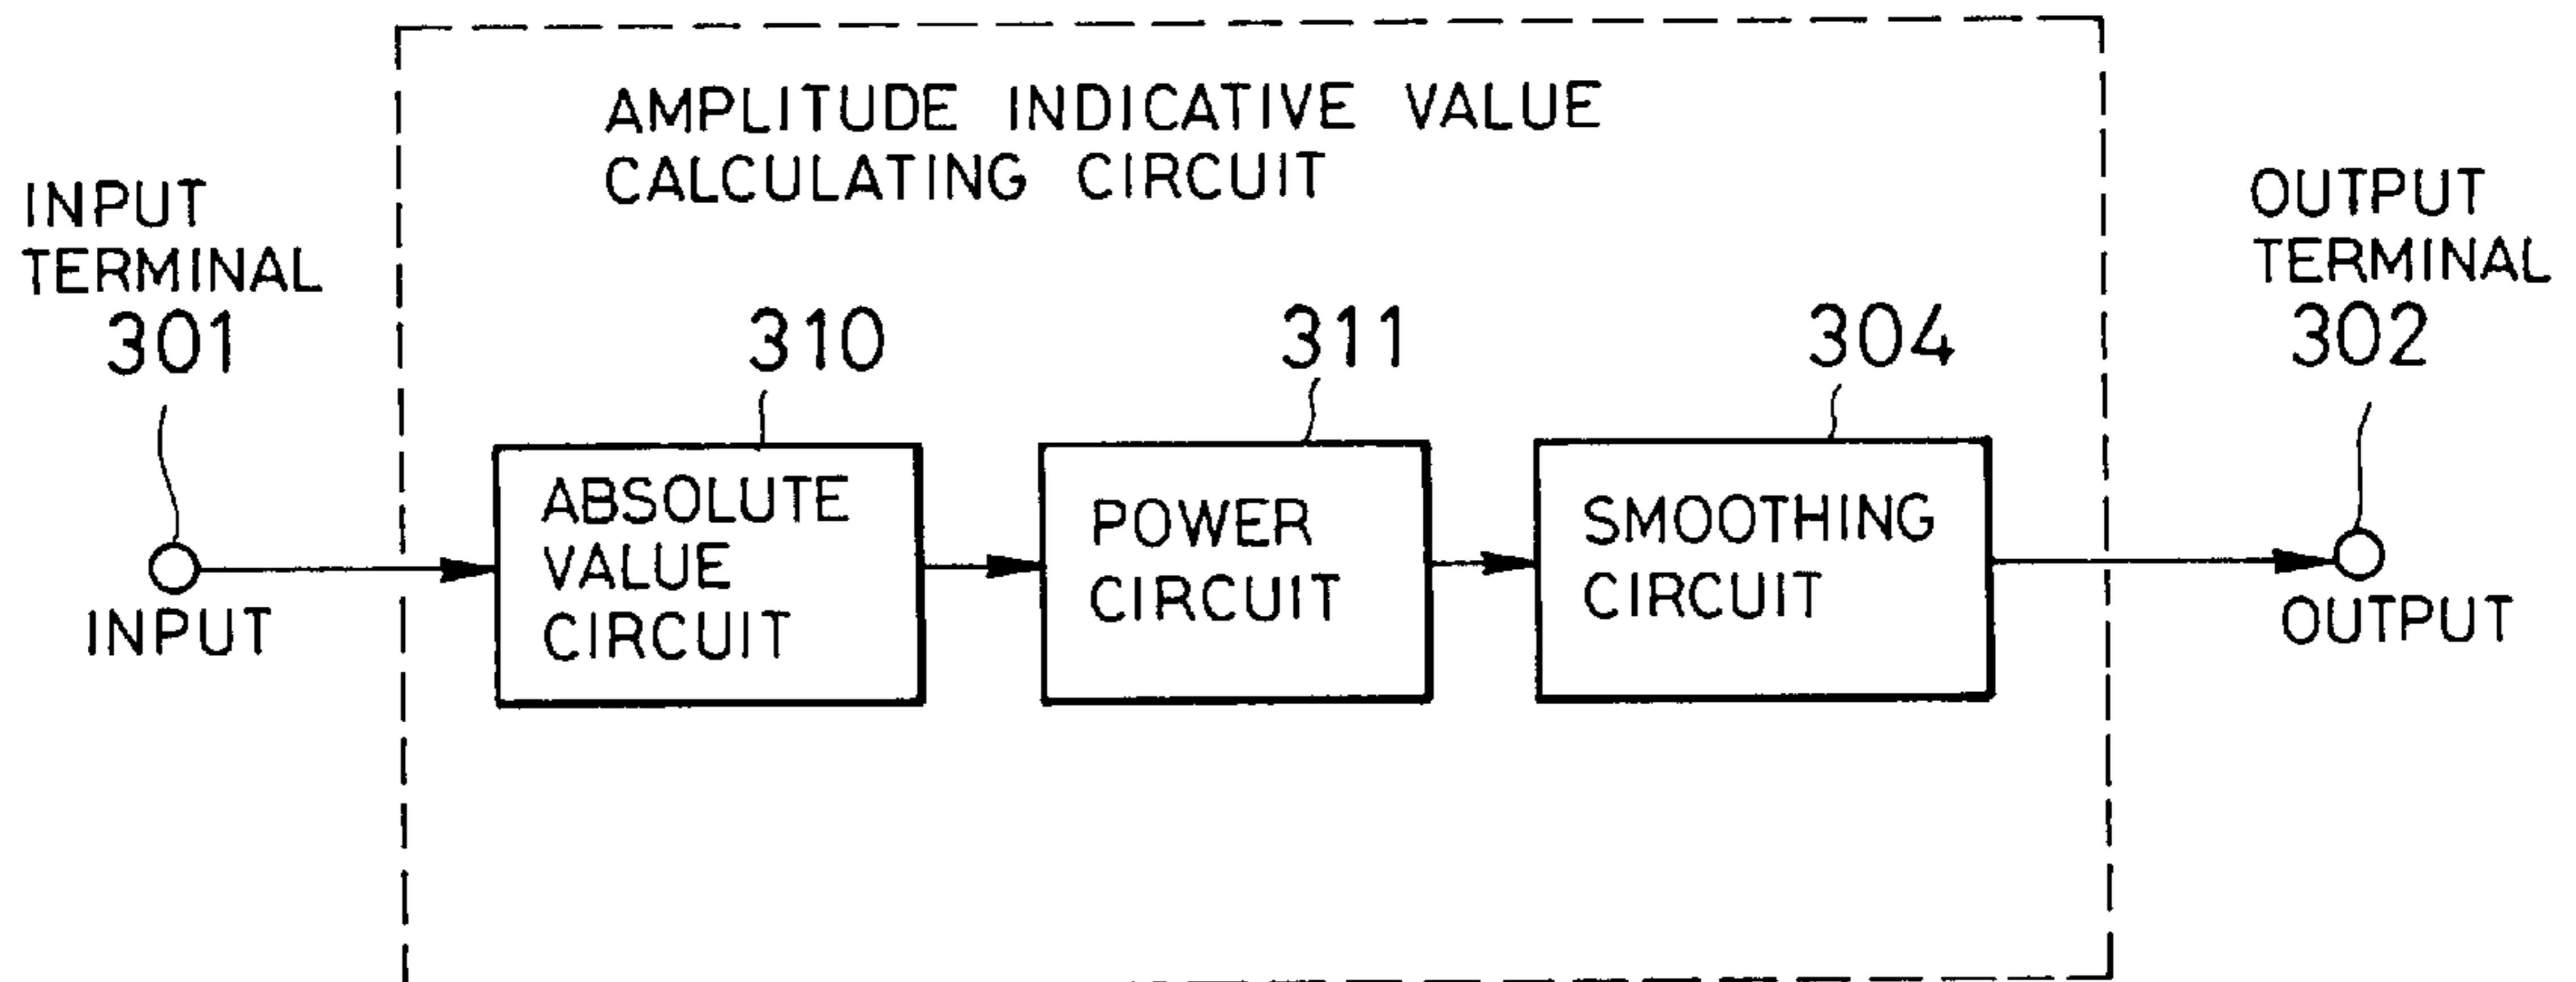 AMPLITUDE INDICATIVE VALUE
CALCULATING CIRCUIT
INPUT
TERMINAL
301
OUTPUT
TERMINAL
302
310
311
304
ABSOLUTE
VALUE
CIRCUIT
POWER
CIRCUIT
SMOOTHING
CIRCUIT
INPUT
OUTPUT